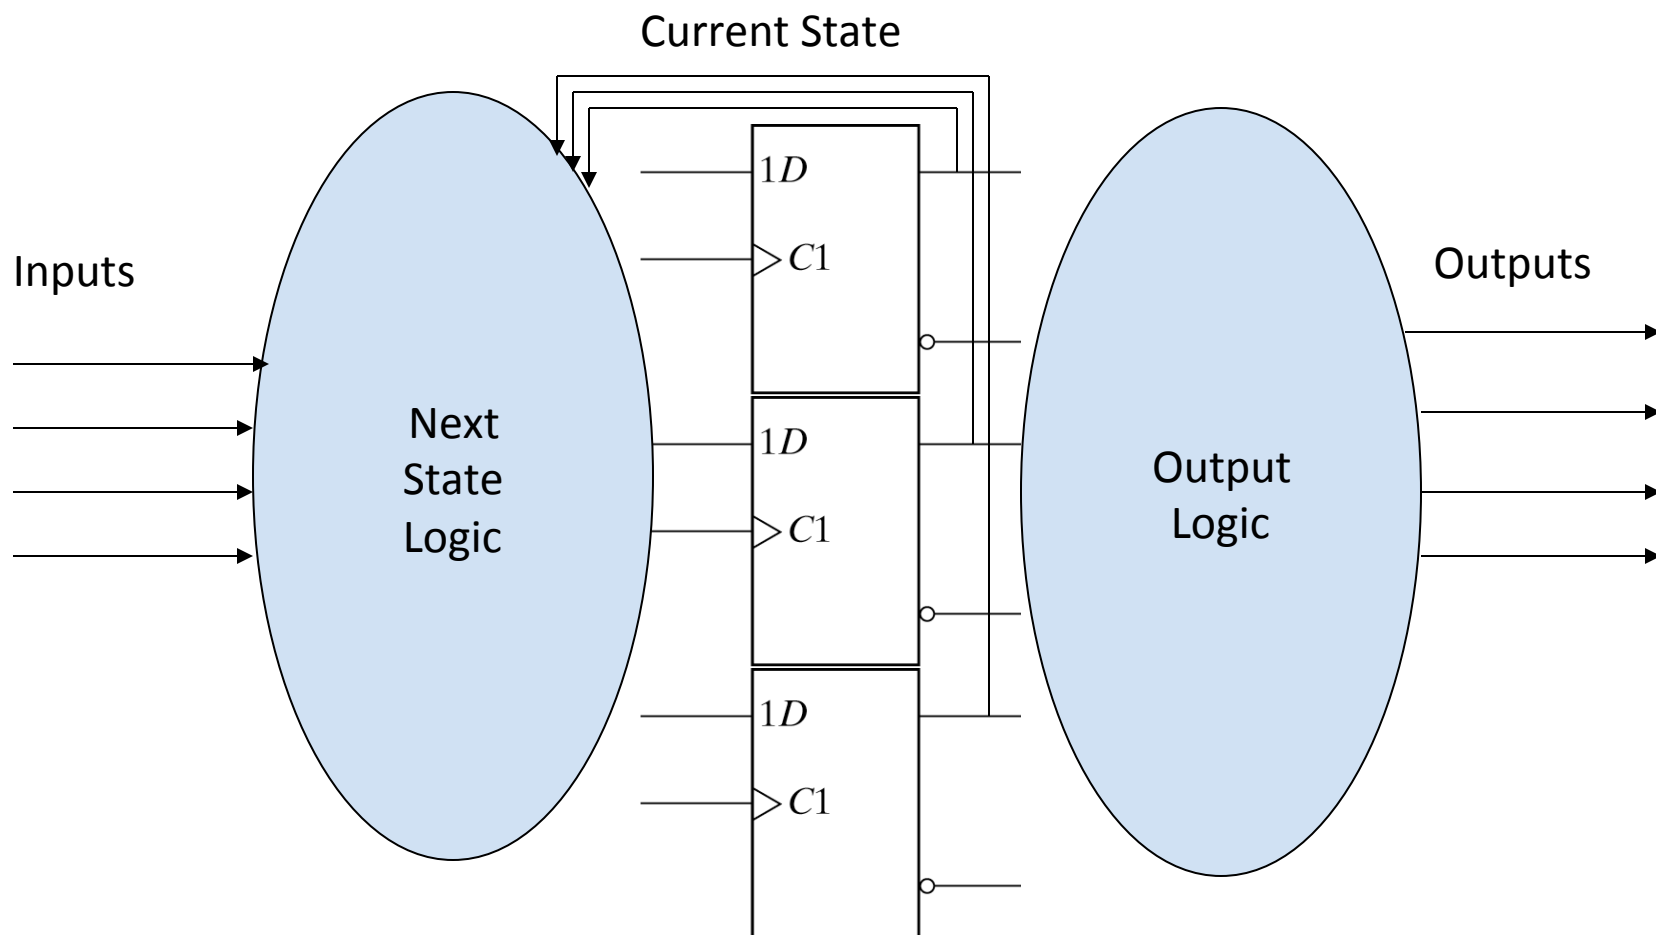 Current State
Inputs
Next
State
Logic
1D
C1
1D
C1
1D
C1
Output
Logic
Outputs